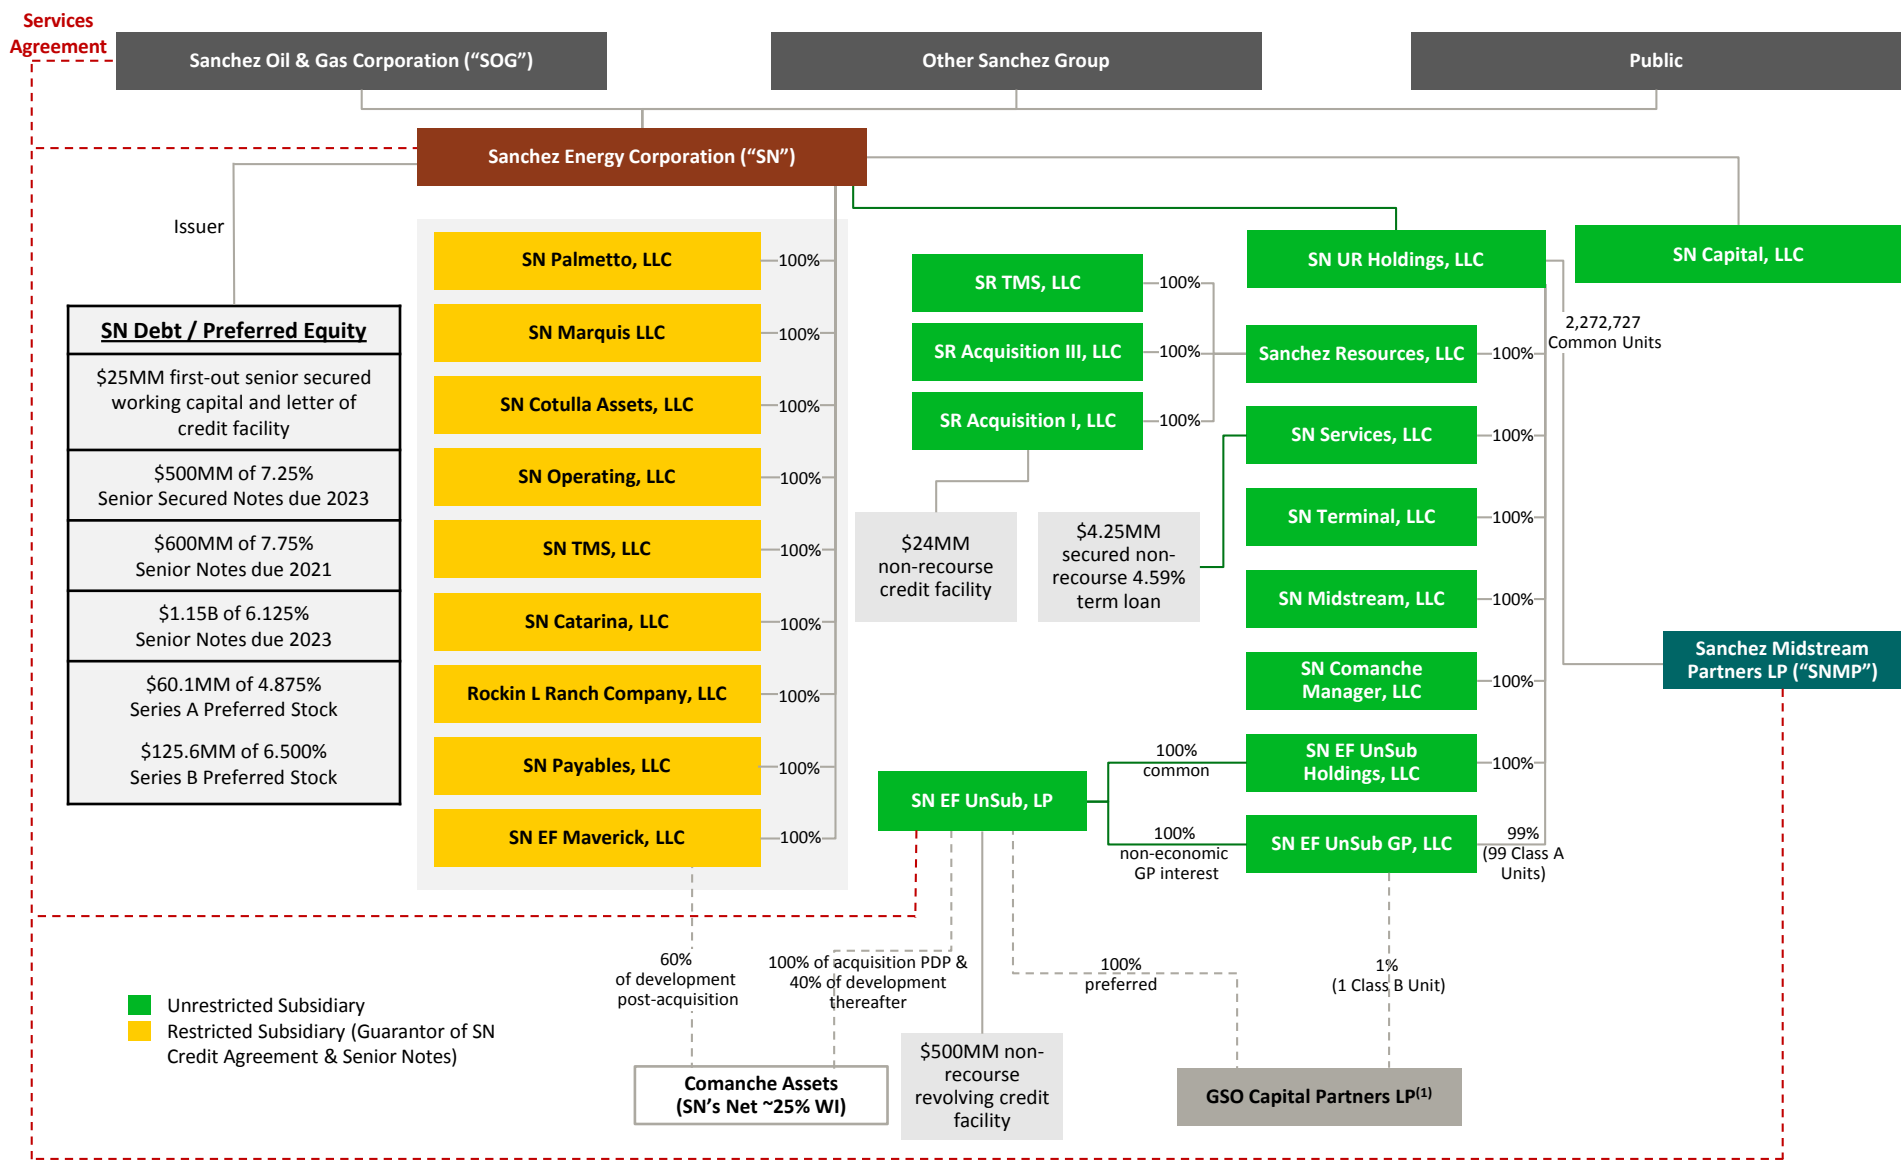 Services
Agreement
Sanchez Oil & Gas Corporation (“SOG”)
Other Sanchez Group
Public
Sanchez Energy Corporation (“SN”)
Issuer
SN Debt / Preferred Equity
$25MM first-out senior secured
working capital and letter of
credit facility
$500MM of 7.25%
Senior Secured Notes due 2023
$600MM of 7.75%
Senior Notes due 2021
$1.15B of 6.125%
Senior Notes due 2023
$60.1MM of 4.875%
Series A Preferred Stock
$125.6MM of 6.500%
Series B Preferred Stock
SN Palmetto, LLC
100%
SN Marquis LLC
100%
SN Cotulla Assets, LLC
100%
SN Operating, LLC
100%
SN TMS, LLC
100%
SN Catarina, LLC
100%
Rockin L Ranch Company, LLC
100%
SN Payables, LLC
100%
SN EF Maverick, LLC
100%
SR TMS, LLC
100%
SR Acquisition III, LLC
100%
SR Acquisition I, LLC
100%
$24MM
non-recourse
credit facility
$4.25MM
secured non-
recourse 4.59%
term loan
SN UR Holdings, LLC
SN Capital, LLC
2,272,727
Common Units
Sanchez Resources, LLC
100%
SN Services, LLC
100%
SN Terminal, LLC
100%
SN Midstream, LLC
100%
SN Comanche
Manager, LLC
100%
SN EF UnSub
Holdings, LLC
100%
SN EF UnSub GP, LLC
99%
(99 Class A
Units)
Sanchez Midstream
Partners LP (“SNMP”)
SN EF UnSub, LP
100%
common
100%
non-economic
GP interest
60%
of development
post-acquisition
100% of acquisition PDP &
40% of development
thereafter
100%
preferred
1%
(1 Class B Unit)
Unrestricted Subsidiary
Restricted Subsidiary (Guarantor of SN
Credit Agreement & Senior Notes)
Comanche Assets
(SN’s Net ~25% WI)
$500MM non-
recourse
revolving credit
facility
GSO Capital Partners LP(1)